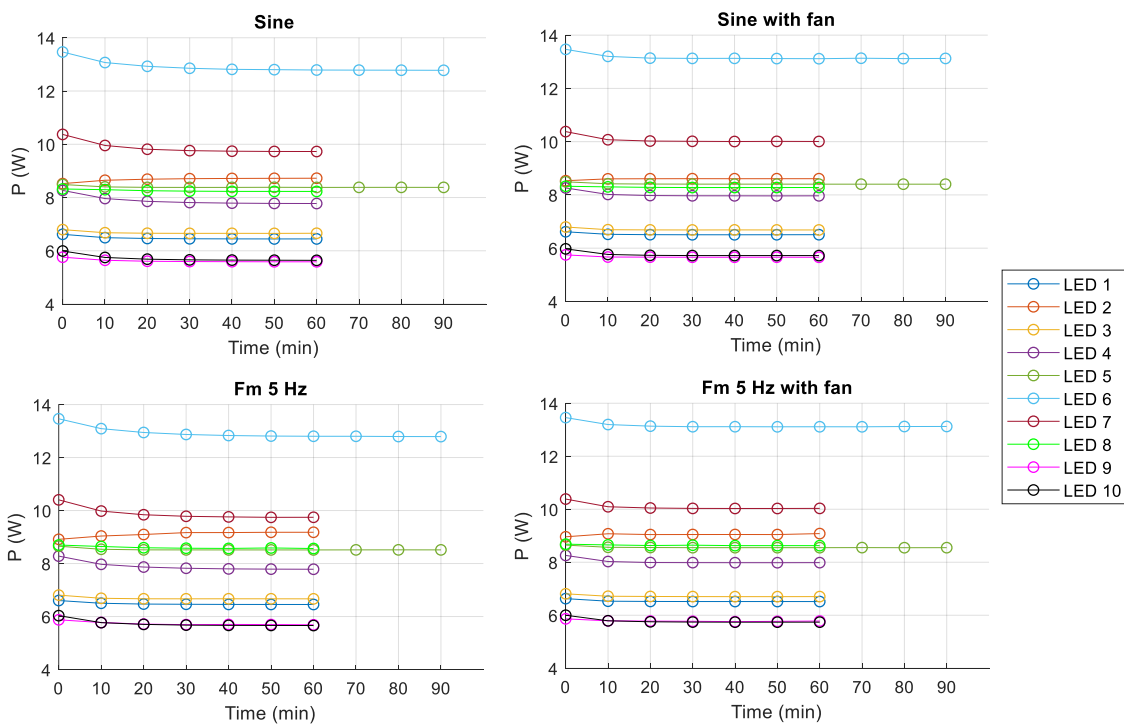 Sine
P (W)
14
12
10
8
6
4
0 10 20 30 40 50 60 70 80 90
Time (min)
Sine with fan
P (W)
14
12
10
8
6
4
0 10 20 30 40 50 60 70 80 90
Time (min)
Fm 5 Hz
P (W)
14
12
10
8
6
4
0 10 20 30 40 50 60 70 80 90
Time (min)
Fm 5 Hz with fan
P (W)
14
12
10
8
6
4
0 10 20 30 40 50 60 70 80 90
Time (min)
LED 1
LED 2
LED 3
LED 4
LED 5
LED 6
LED 7
LED 8
LED 9
LED 10